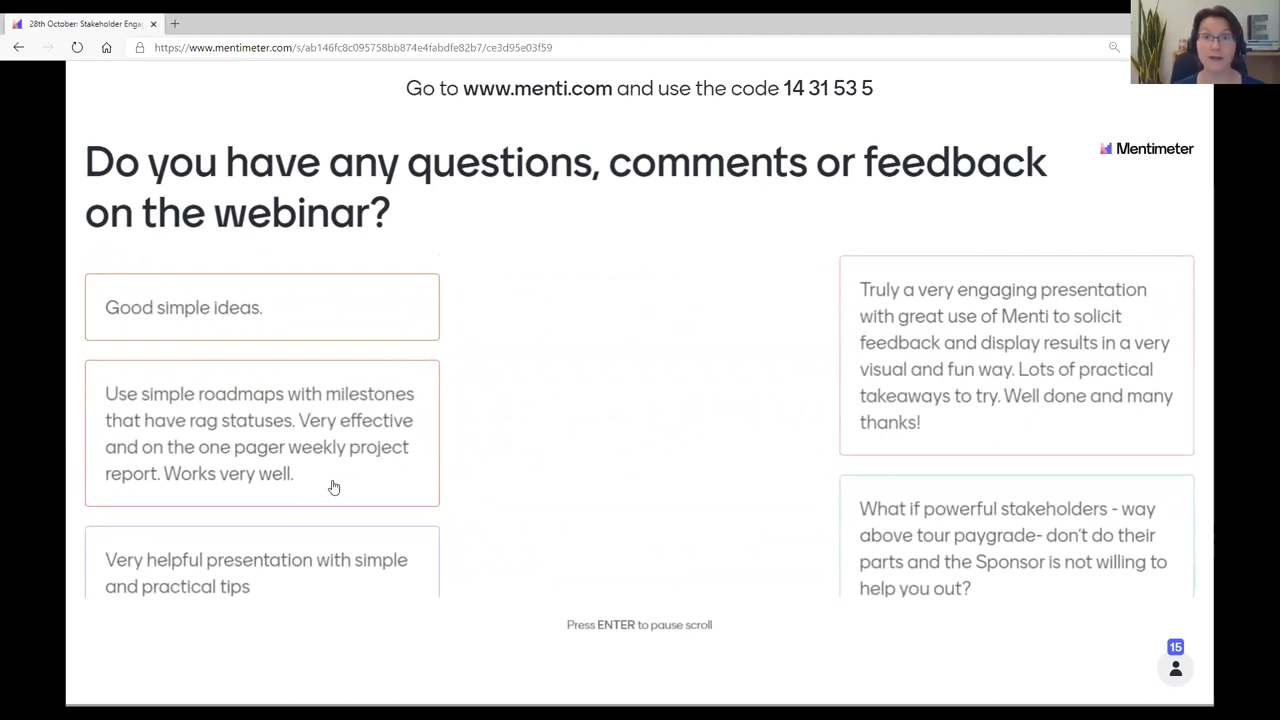 28th October: Stakeholder Enga
https://www.mentimeter.com/s/ab146fc8c095758bb874e4fabdfe82b7/ce3d95e03f59
Go to www.menti.com and use the code 14 31 53 5
Do you have any questions, comments or feedback
on the webinar?
Mentimeter
Good simple ideas.
Use simple roadmaps with milestones
that have rag statuses. Very effective
and on the one pager weekly project
report. Works very well.
Very helpful presentation with simple
and practical tips
Truly a very engaging presentation
with great use of Menti to solicit
feedback and display results in a very
visual and fun way. Lots of practical
takeaways to try. Well done and many
thanks!
What if powerful stakeholders - way
above tour paygrade- don't do their
parts and the Sponsor is not willing to
help you out?
Press ENTER to pause scroll
15